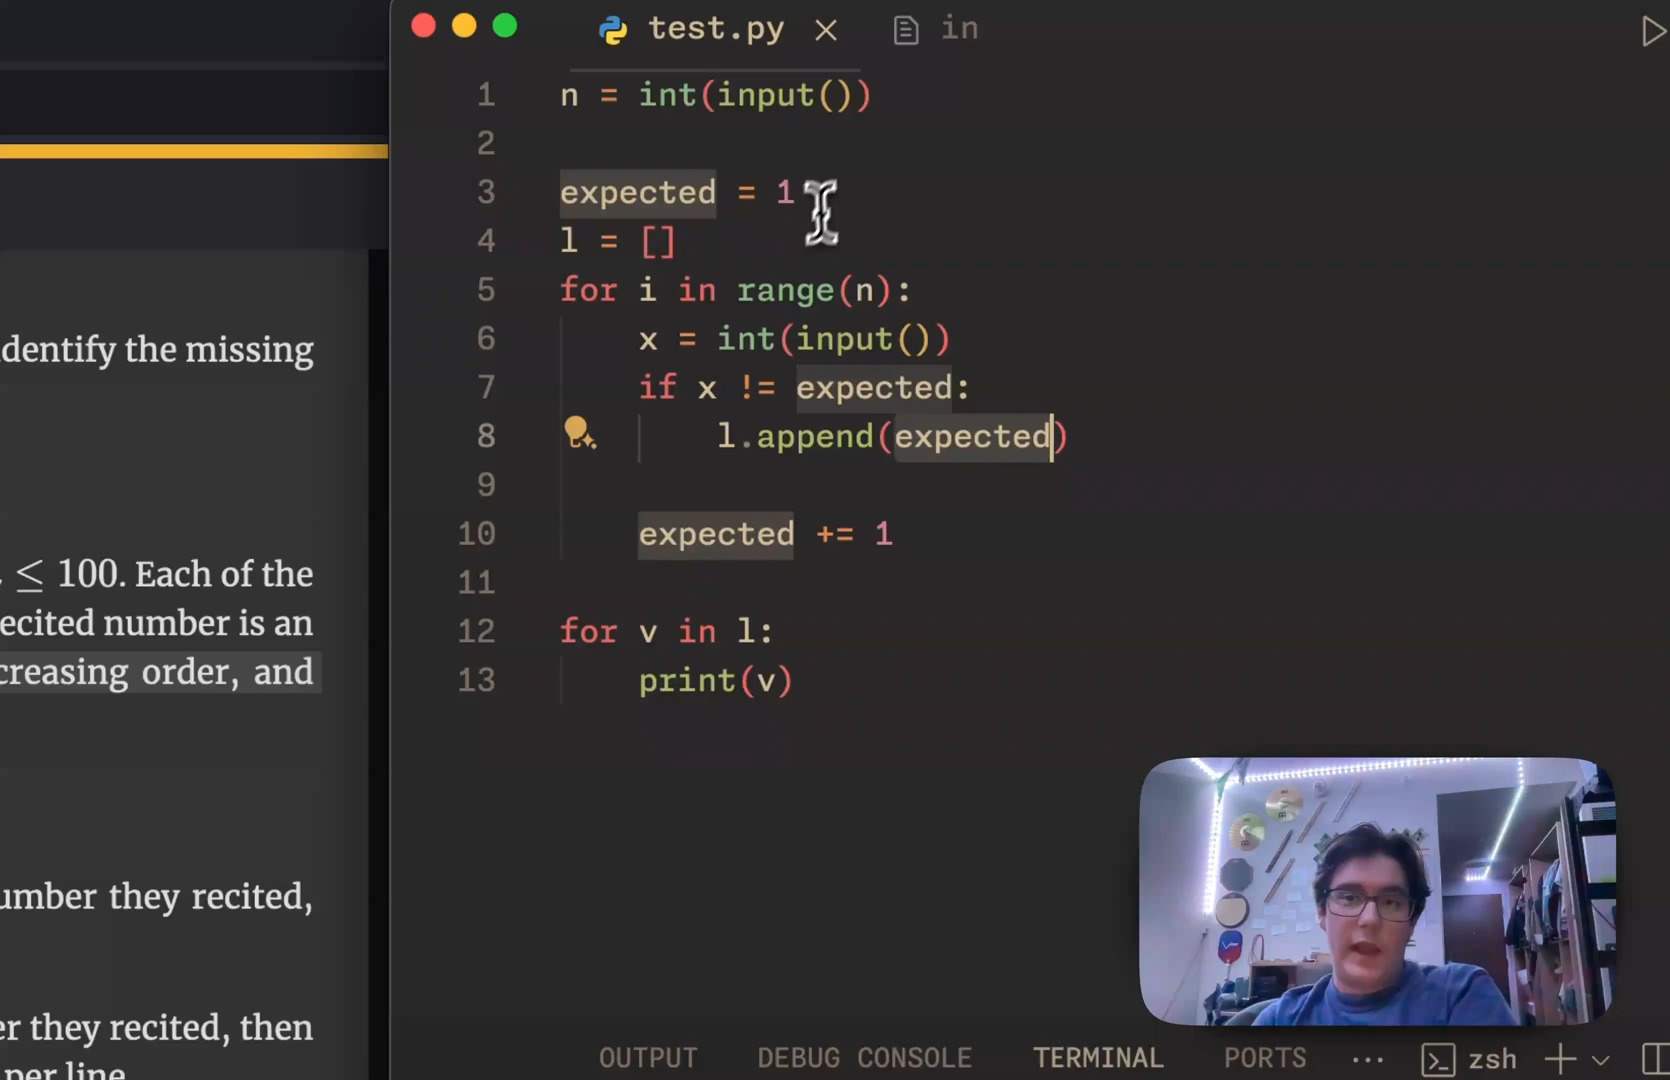 test.py
in
1 n = int(input())
2
3 expected = 1
4 l = []
5 for i in range(n):
6 x = int(input())
7 if x != expected:
8 l.append(expected)
9
10 expected += 1
11
12 for v in l:
13 print(v)
dentify the missing
≤ 100. Each of the
ecited number is an
creasing order, and
umber they recited,
er they recited, then
per line.
OUTPUT DEBUG CONSOLE TERMINAL PORTS ... zsh